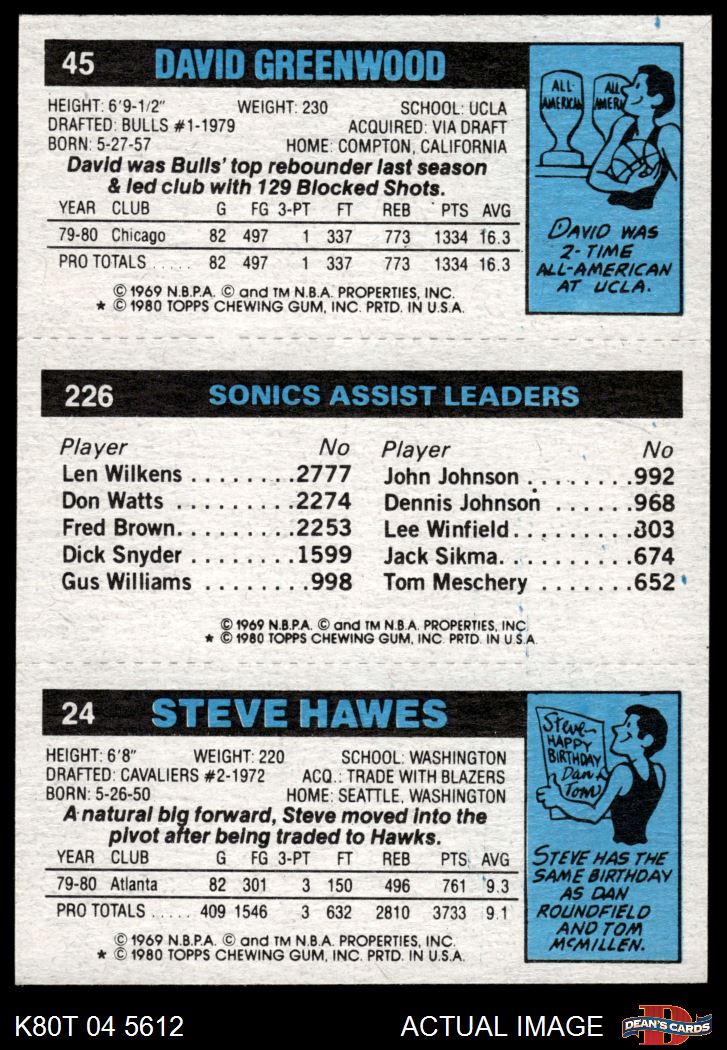 45 DAVID GREENWOOD
HEIGHT: 6'9-1/2" WEIGHT: 230 SCHOOL: UCLA
DRAFTED: BULLS #1-1979 ACQUIRED: VIA DRAFT
BORN: 5-27-57 HOME: COMPTON, CALIFORNIA
David was Bulls' top rebounder last season
& led club with 129 Blocked Shots.
YEAR CLUB G FG 3-PT FT REB PTS AVG
79-80 Chicago 82 497 1 337 773 1334 16.3
PRO TOTALS ..... 82 497 1 337 773 1334 16.3
© 1969 N.B.P.A. © and TM N.B.A. PROPERTIES, INC.
* © 1980 TOPPS CHEWING GUM, INC. PRTD. IN U.S.A.
ALL-
AMERICAN
ALL
AMERI
DAVID WAS
2-TIME
ALL-AMERICAN
AT UCLA.
226 SONICS ASSIST LEADERS
Player No Player No
Len Wilkens ........2777 John Johnson ........992
Don Watts ........2274 Dennis Johnson ......968
Fred Brown........2253 Lee Winfield........803
Dick Snyder ........1599 Jack Sikma........674
Gus Williams ........998 Tom Meschery .......652
© 1969 N.B.P.A. © and TM N.B.A. PROPERTIES, INC
* © 1980 TOPPS CHEWING GUM, INC. PRTD. IN U.S.A.
24 STEVE HAWES
HEIGHT: 6'8" WEIGHT: 220 SCHOOL: WASHINGTON
DRAFTED: CAVALIERS #2-1972 ACQ.: TRADE WITH BLAZERS
BORN: 5-26-50 HOME: SEATTLE, WASHINGTON
A natural big forward, Steve moved into the
pivot after being traded to Hawks.
YEAR CLUB G FG 3-PT FT REB PTS AVG
79-80 Atlanta 82 301 3 150 496 761 9.3
PRO TOTALS ..... 409 1546 3 632 2810 3733 9.1
© 1969 N.B.P.A. © and TM N.B.A. PROPERTIES, INC.
* © 1980 TOPPS CHEWING GUM, INC. PRTD. IN U.S.A.
Steve-
HAPPY
BIRTHDAY
Dan &
Tom
STEVE HAS THE
SAME BIRTHDAY
AS DAN
ROUNDFIELD
AND TOM
McMILLEN.
K80T 04 5612 ACTUAL IMAGE
D
DEAN'S CARDS